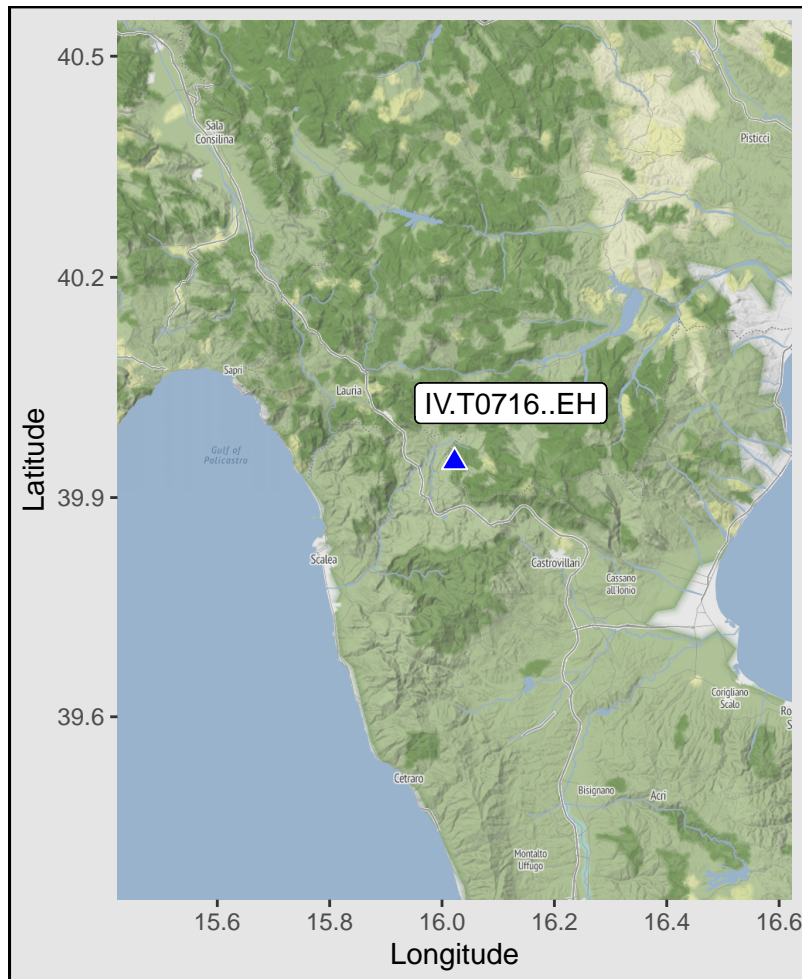 40.5
40.2
39.9
39.6
Latitude
Sala
Consilina
Pisticci
Sapri
Lauria
IV.T0716..EH
Gulf of
Policastro
Scalea
Castrovillari
Cassano
all'Ionio
Corigliano
Scalo
Ro
S
Cetraro
Bisignano
Acri
Montalto
Uffugo
15.6
15.8
16.0
16.2
16.4
16.6
Longitude